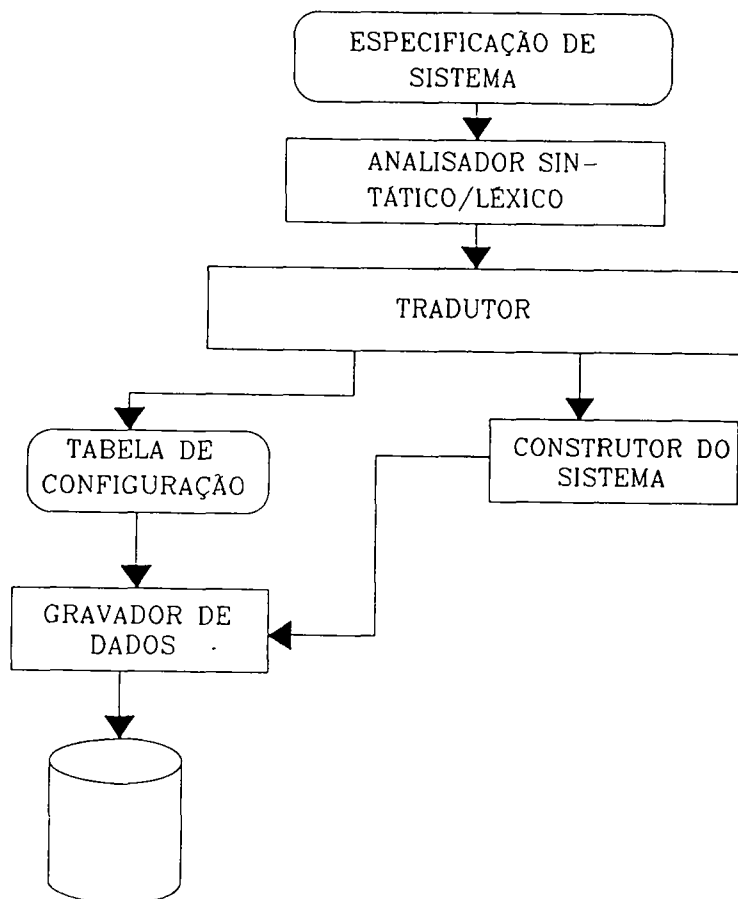 ESPECIFICAÇÃO DE
SISTEMA
ANALISADOR SIN-
TÁTICO/LÉXICO
TRADUTOR
TABELA DE
CONFIGURAÇÃO
CONSTRUTOR DO
SISTEMA
GRAVADOR DE
DADOS